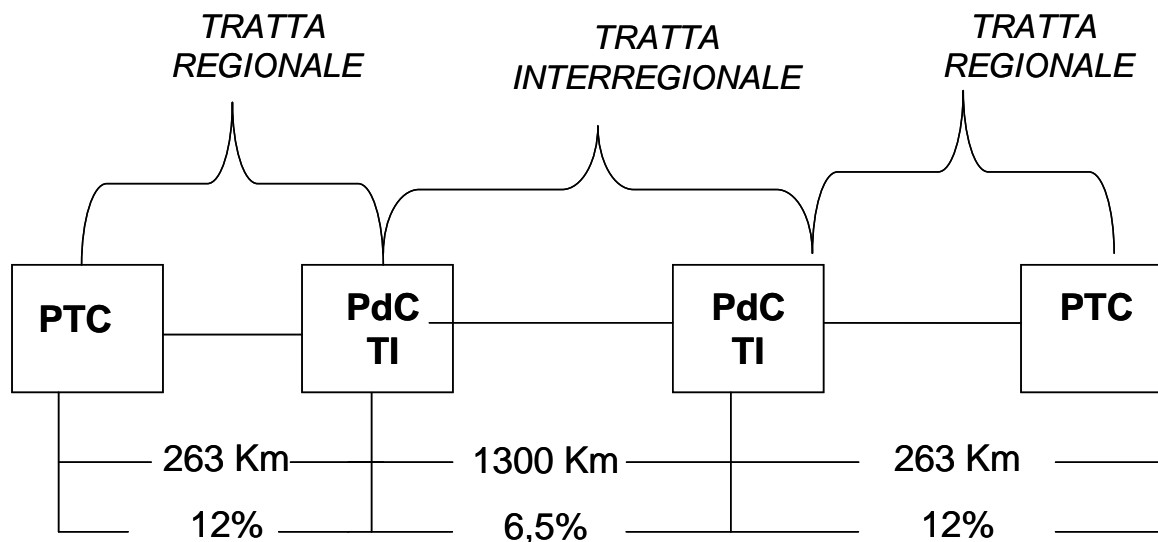 TRATTA
REGIONALE
TRATTA
INTERREGIONALE
TRATTA
REGIONALE
PTC
PdC
TI
PdC
TI
PTC
263 Km
1300 Km
263 Km
12%
6,5%
12%